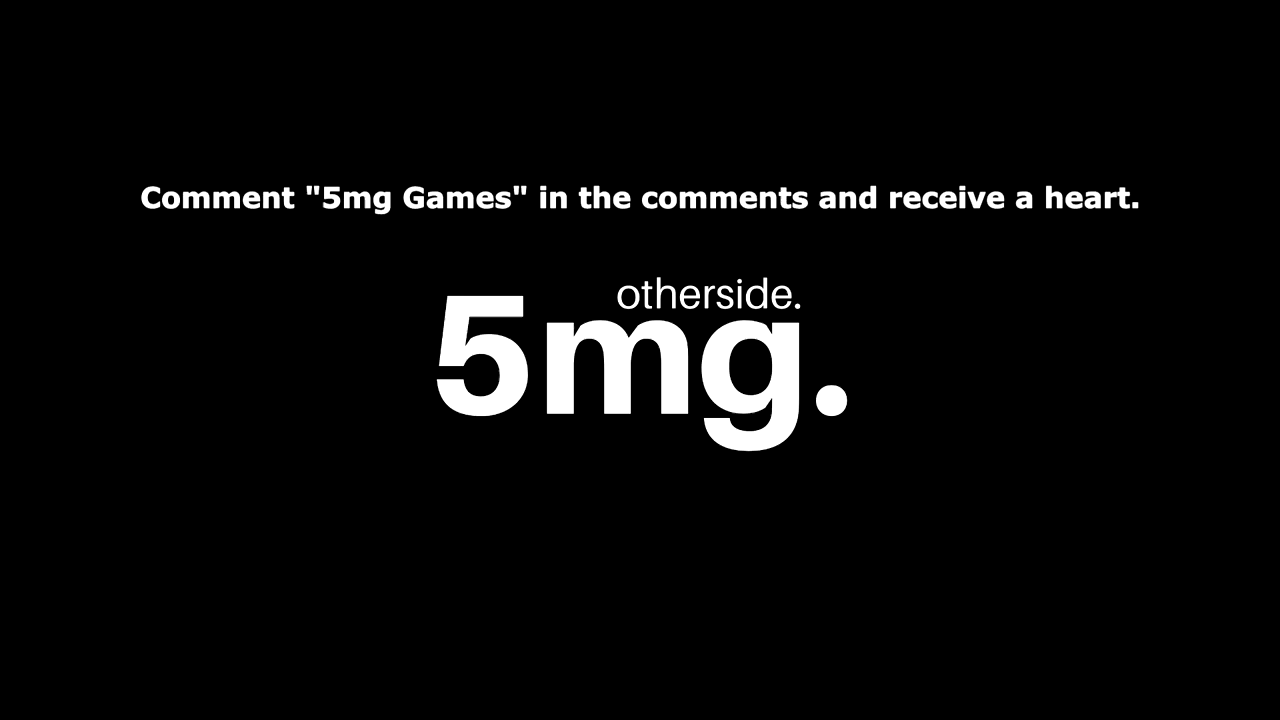 Comment "5mg Games" in the comments and receive a heart.
otherside.
5mg.